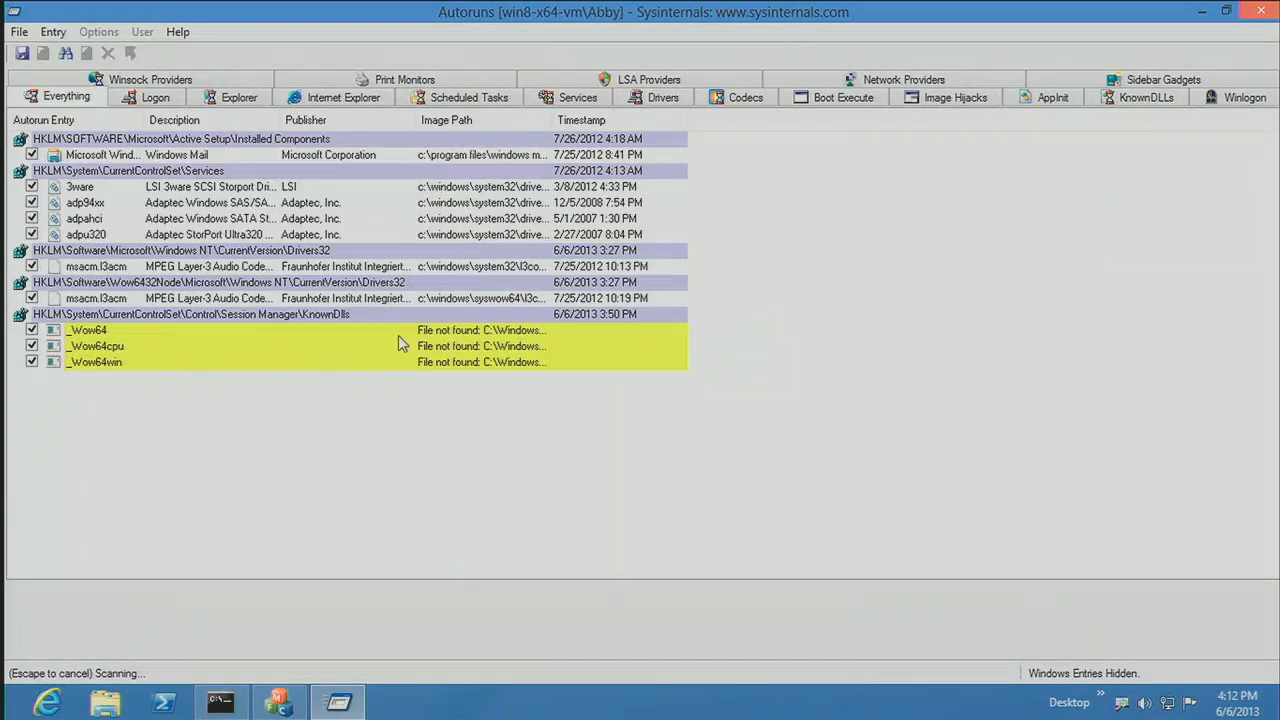 Autoruns [win8-x64-vm\Abby] - Sysinternals: www.sysinternals.com
File Entry Options User Help
Winsock Providers Print Monitors LSA Providers Network Providers Sidebar Gadgets
Everything Logon Explorer Internet Explorer Scheduled Tasks Services Drivers Codecs Boot Execute Image Hijacks AppInit KnownDLLs Winlogon
Autorun Entry Description Publisher Image Path Timestamp
HKLM\SOFTWARE\Microsoft\Active Setup\Installed Components 7/26/2012 4:18 AM
Microsoft Wind... Windows Mail Microsoft Corporation c:\program files\windows m... 7/25/2012 8:41 PM
HKLM\System\CurrentControlSet\Services 7/26/2012 4:13 AM
3ware LSI 3ware SCSI Storport Dri... LSI c:\windows\system32\drive... 3/8/2012 4:33 PM
adp94xx Adaptec Windows SAS/SA... Adaptec, Inc. c:\windows\system32\drive... 12/5/2008 7:54 PM
adpahci Adaptec Windows SATA St... Adaptec, Inc. c:\windows\system32\drive... 5/1/2007 1:30 PM
adpu320 Adaptec StorPort Ultra320 ... Adaptec, Inc. c:\windows\system32\drive... 2/27/2007 8:04 PM
HKLM\Software\Microsoft\Windows NT\CurrentVersion\Drivers32 6/6/2013 3:27 PM
msacm.l3acm MPEG Layer-3 Audio Code... Fraunhofer Institut Integriert... c:\windows\system32\l3co... 7/25/2012 10:13 PM
HKLM\Software\Wow6432Node\Microsoft\Windows NT\CurrentVersion\Drivers32 6/6/2013 3:27 PM
msacm.l3acm MPEG Layer-3 Audio Code... Fraunhofer Institut Integriert... c:\windows\syswow64\l3c... 7/25/2012 10:19 PM
HKLM\System\CurrentControlSet\Control\Session Manager\KnownDlls 6/6/2013 3:50 PM
_Wow64 File not found: C:\Windows...
_Wow64cpu File not found: C:\Windows...
_Wow64win File not found: C:\Windows...
(Escape to cancel) Scanning... Windows Entries Hidden.
C:\.
Desktop » 4:12 PM
6/6/2013